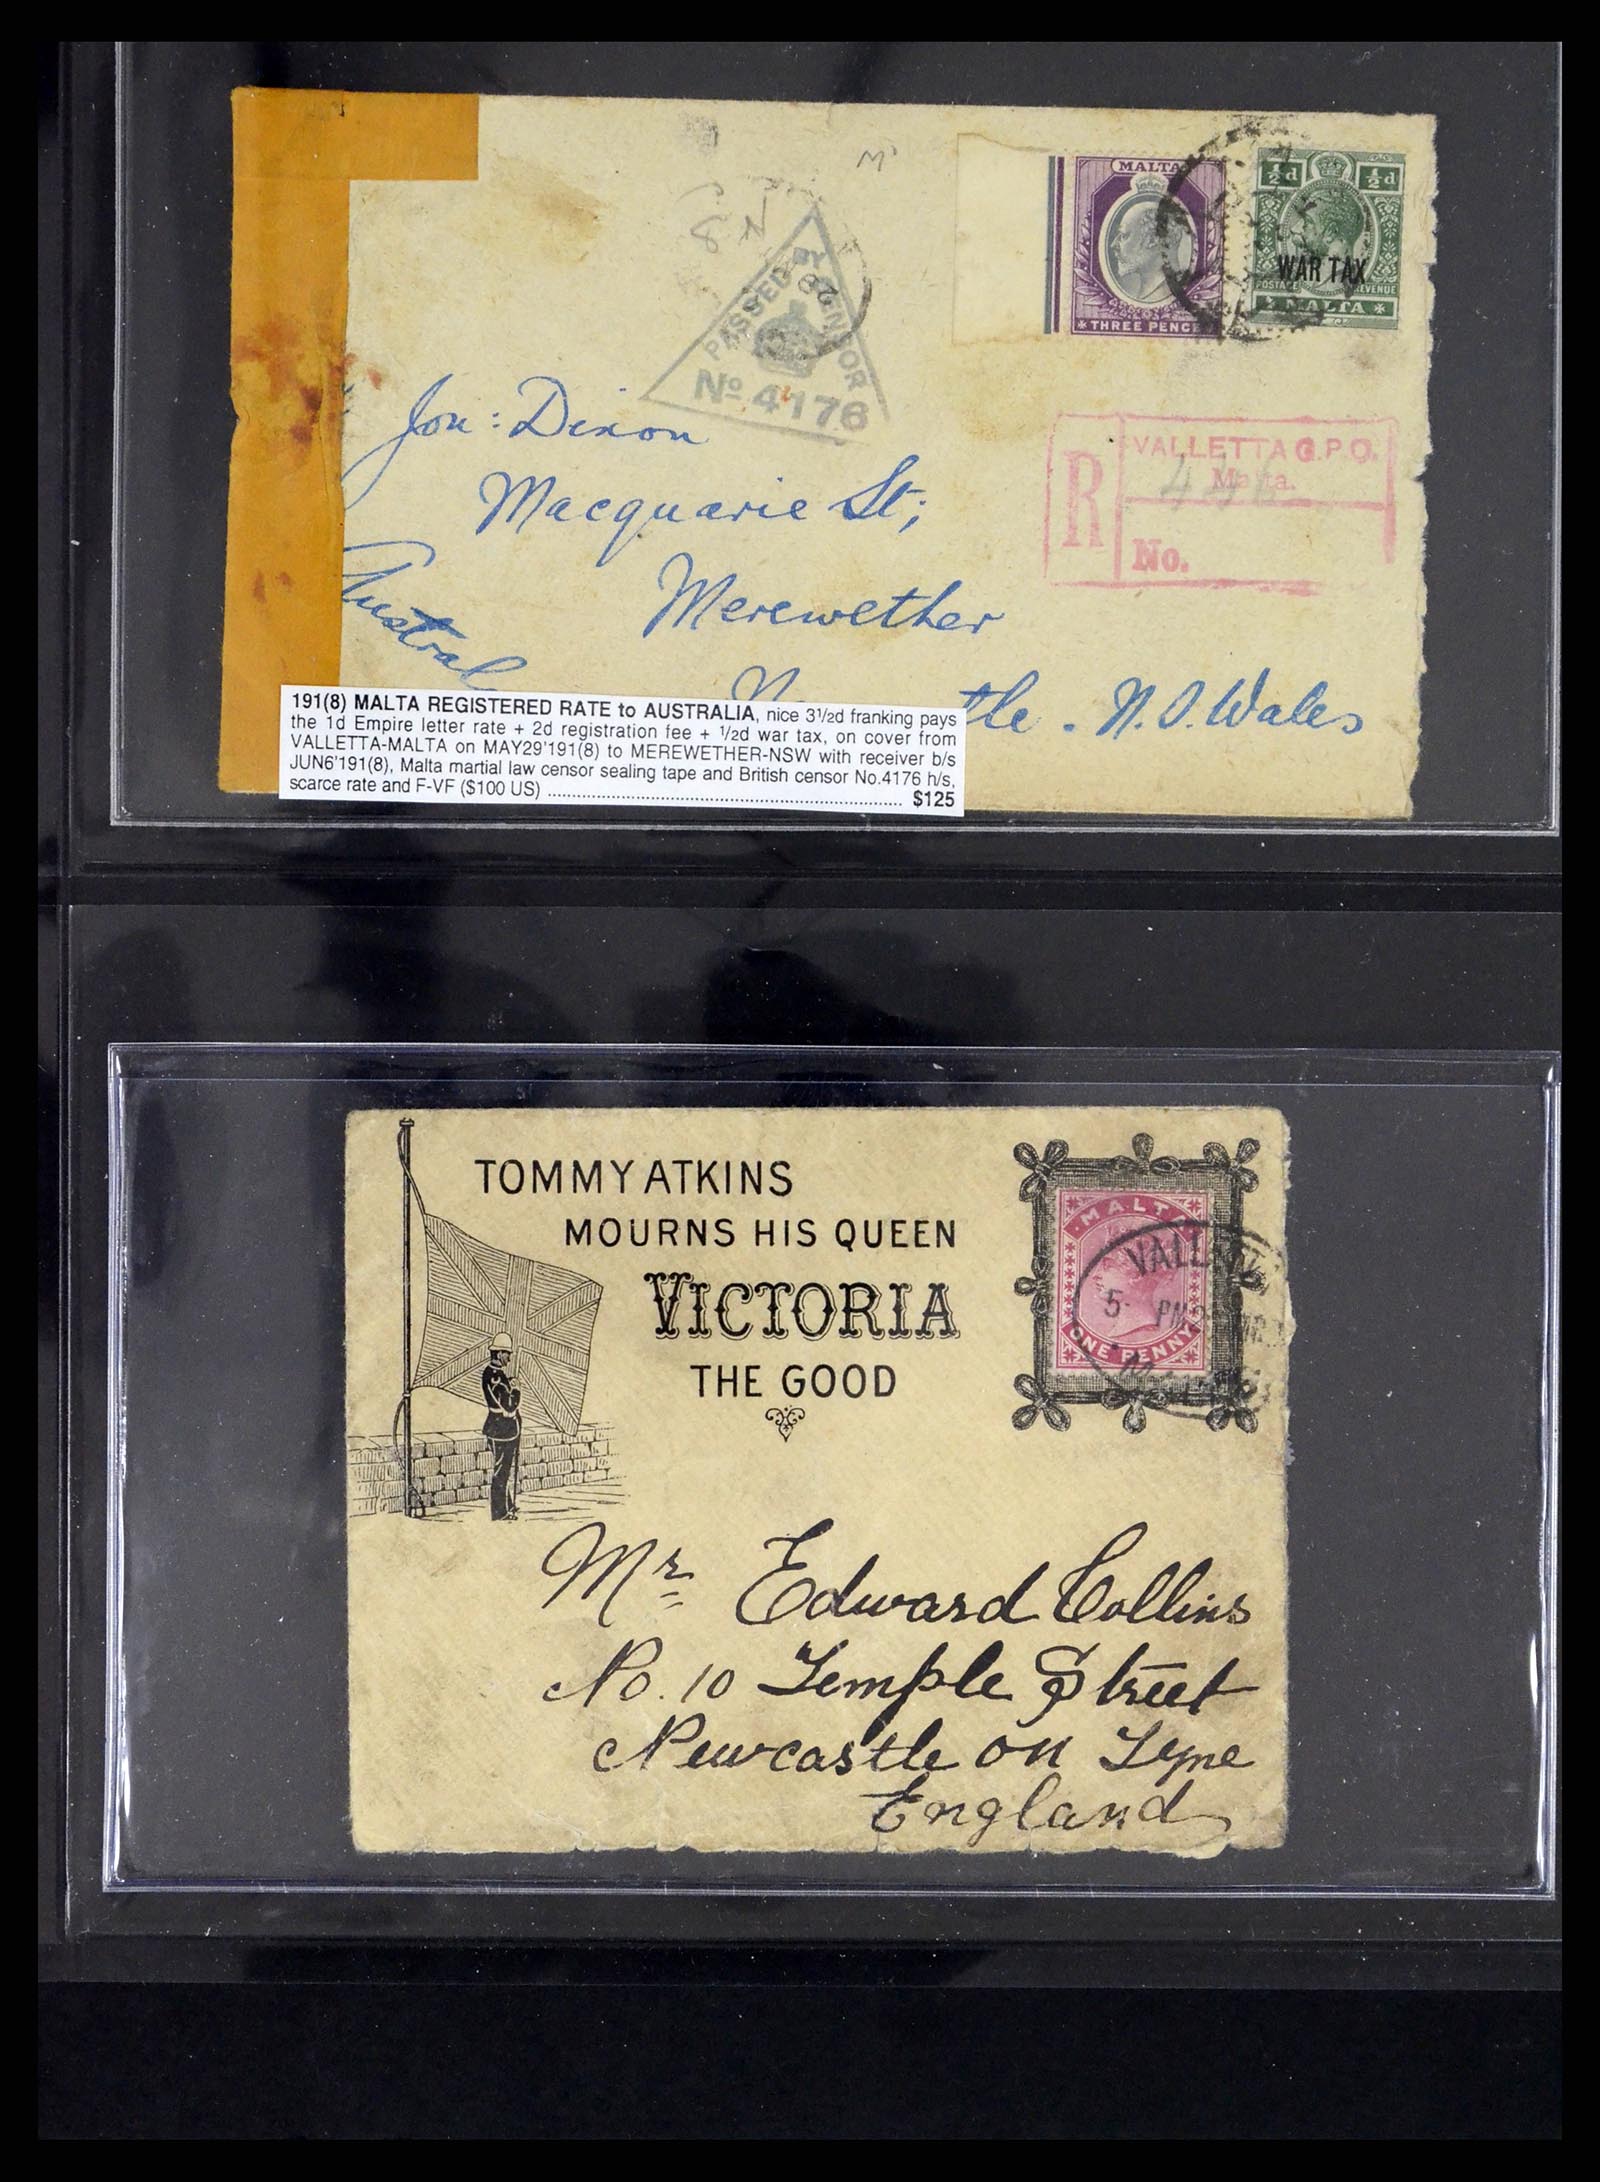 MALTA
THREE PENCE
½d ½d
WAR TAX
POSTAGE REVENUE
MALTA
PASSED BY CENSOR
No 4176
Jon: Dixon
Macquarie St;
Merewether
N tle. N.S. Wales
Austral
R
VALLETTA G.P.O.
Malta.
No.
191(8) MALTA REGISTERED RATE to AUSTRALIA, nice 3½d franking pays
the 1d Empire letter rate + 2d registration fee + ½d war tax, on cover from
VALLETTA-MALTA on MAY29'191(8) to MEREWETHER-NSW with receiver b/s
JUN6'191(8), Malta martial law censor sealing tape and British censor No.4176 h/s,
scarce rate and F-VF ($100 US) ........................................................................ $125
TOMMY ATKINS
MOURNS HIS QUEEN
VICTORIA
THE GOOD
MALTA
ONE PENNY
Mr Edward Collins
No. 10 Temple Street
Newcastle on Tyne
England